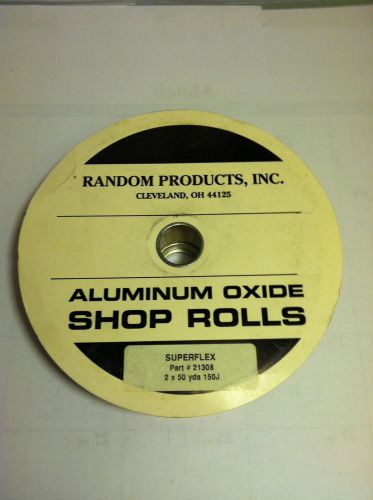 RANDOM PRODUCTS, INC.
CLEVELAND, OH 44125
ALUMINUM OXIDE
SHOP ROLLS
SUPERFLEX
Part # 21308
2 x 50 yds 150J